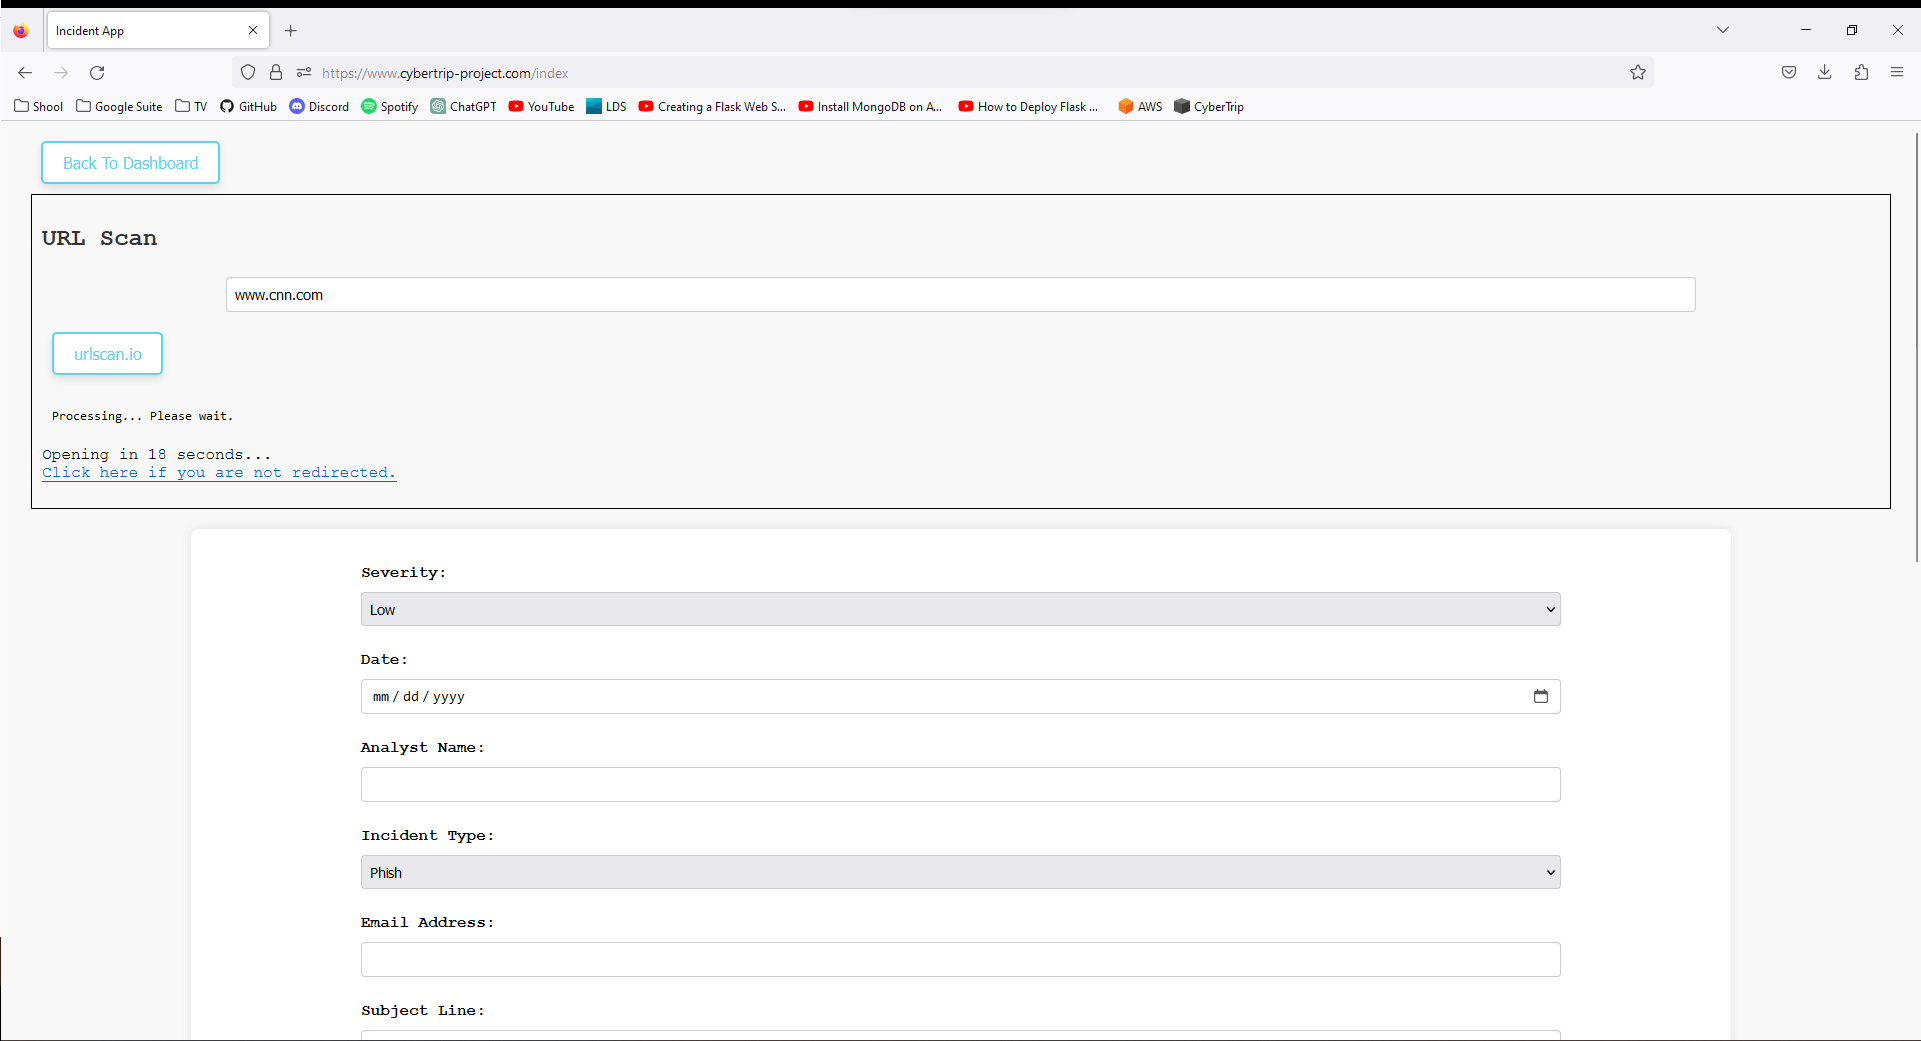 Incident App
https://www.cybertrip-project.com/index
Shool Google Suite TV GitHub Discord Spotify ChatGPT YouTube LDS Creating a Flask Web S... Install MongoDB on A... How to Deploy Flask ... AWS CyberTrip
Back To Dashboard
URL Scan
www.cnn.com
urlscan.io
Processing... Please wait.
Opening in 18 seconds...
Click here if you are not redirected.
Severity:
Low
Date:
mm / dd / yyyy
Analyst Name:
Incident Type:
Phish
Email Address:
Subject Line: